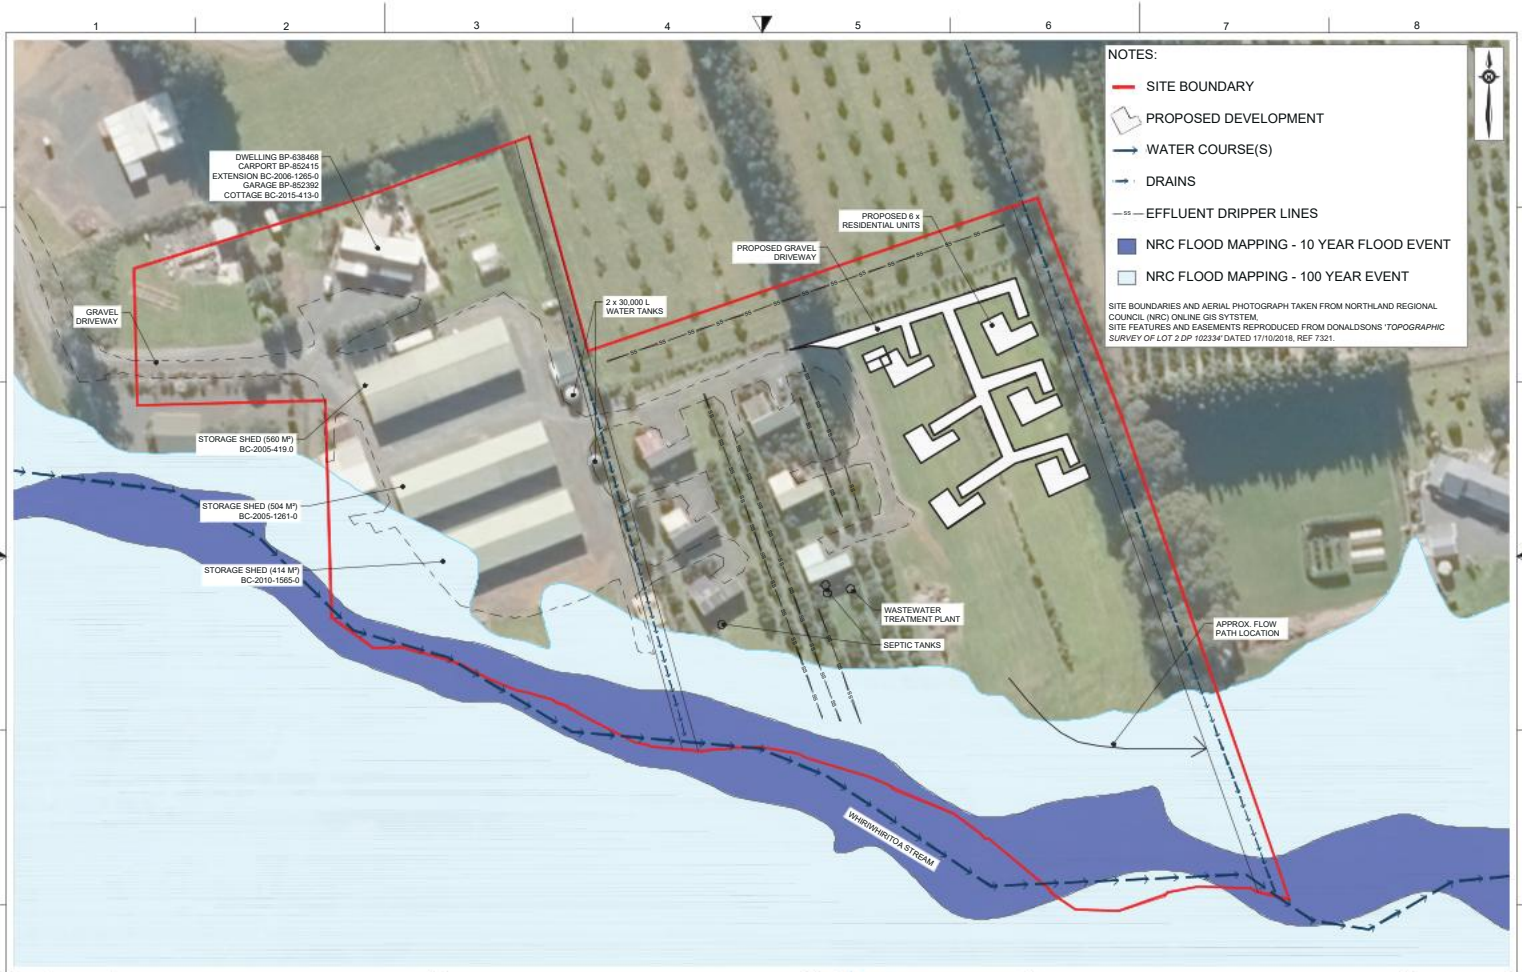 1
2
3
4
5
6
7
8
NOTES:
SITE BOUNDARY
PROPOSED DEVELOPMENT
WATER COURSE(S)
DRAINS
SS
EFFLUENT DRIPPER LINES
NRC FLOOD MAPPING - 10 YEAR FLOOD EVENT
NRC FLOOD MAPPING - 100 YEAR EVENT
SITE BOUNDARIES AND AERIAL PHOTOGRAPH TAKEN FROM NORTHLAND REGIONAL
COUNCIL (NRC) ONLINE GIS SYTSTEM,
SITE FEATURES AND EASEMENTS REPRODUCED FROM DONALDSONS 'TOPOGRAPHIC
SURVEY OF LOT 2 DP 102334' DATED 17/10/2018, REF 7321.
N
DWELLING BP-638468
CARPORT BP-852415
EXTENSION BC-2006-1265-0
GARAGE BP-852392
COTTAGE BC-2015-413-0
PROPOSED 6 x
RESIDENTIAL UNITS
PROPOSED GRAVEL
DRIVEWAY
2 x 30,000 L
WATER TANKS
GRAVEL
DRIVEWAY
STORAGE SHED (560 M²)
BC-2005-419.0
STORAGE SHED (504 M²)
BC-2005-1261-0
STORAGE SHED (414 M²)
BC-2010-1565-0
WASTEWATER
TREATMENT PLANT
SEPTIC TANKS
APPROX. FLOW
PATH LOCATION
WHIRIWHIRITOA STREAM